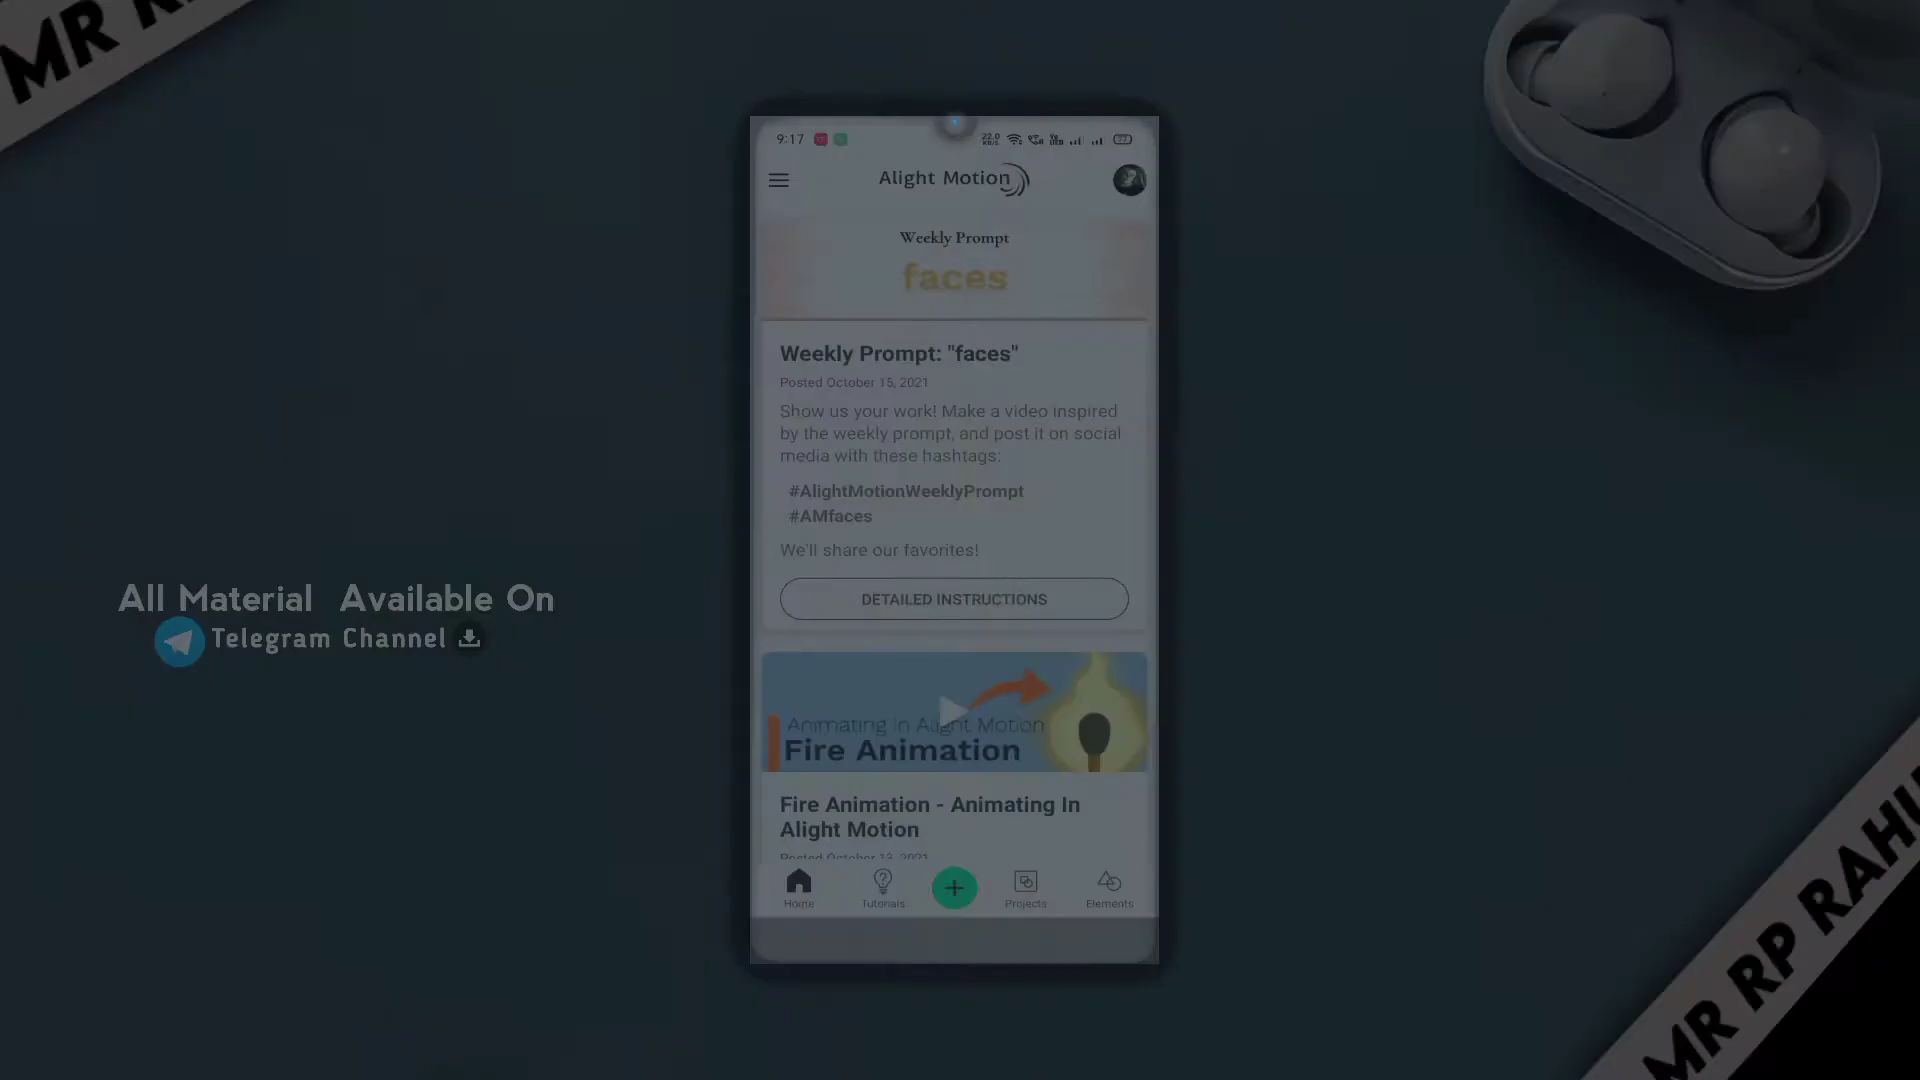 MR R
9:17
22.0
KB/S
77
Alight Motion
Weekly Prompt
faces
Weekly Prompt: "faces"
Posted October 15, 2021
Show us your work! Make a video inspired
by the weekly prompt, and post it on social
media with these hashtags:
#AlightMotionWeeklyPrompt
#AMfaces
We'll share our favorites!
DETAILED INSTRUCTIONS
All Material Available On
Telegram Channel
Animating In Alight Motion
Fire Animation
Fire Animation - Animating In
Alight Motion
Posted October 13, 2021
Home
Tutorials
Projects
Elements
MR RP RAHU